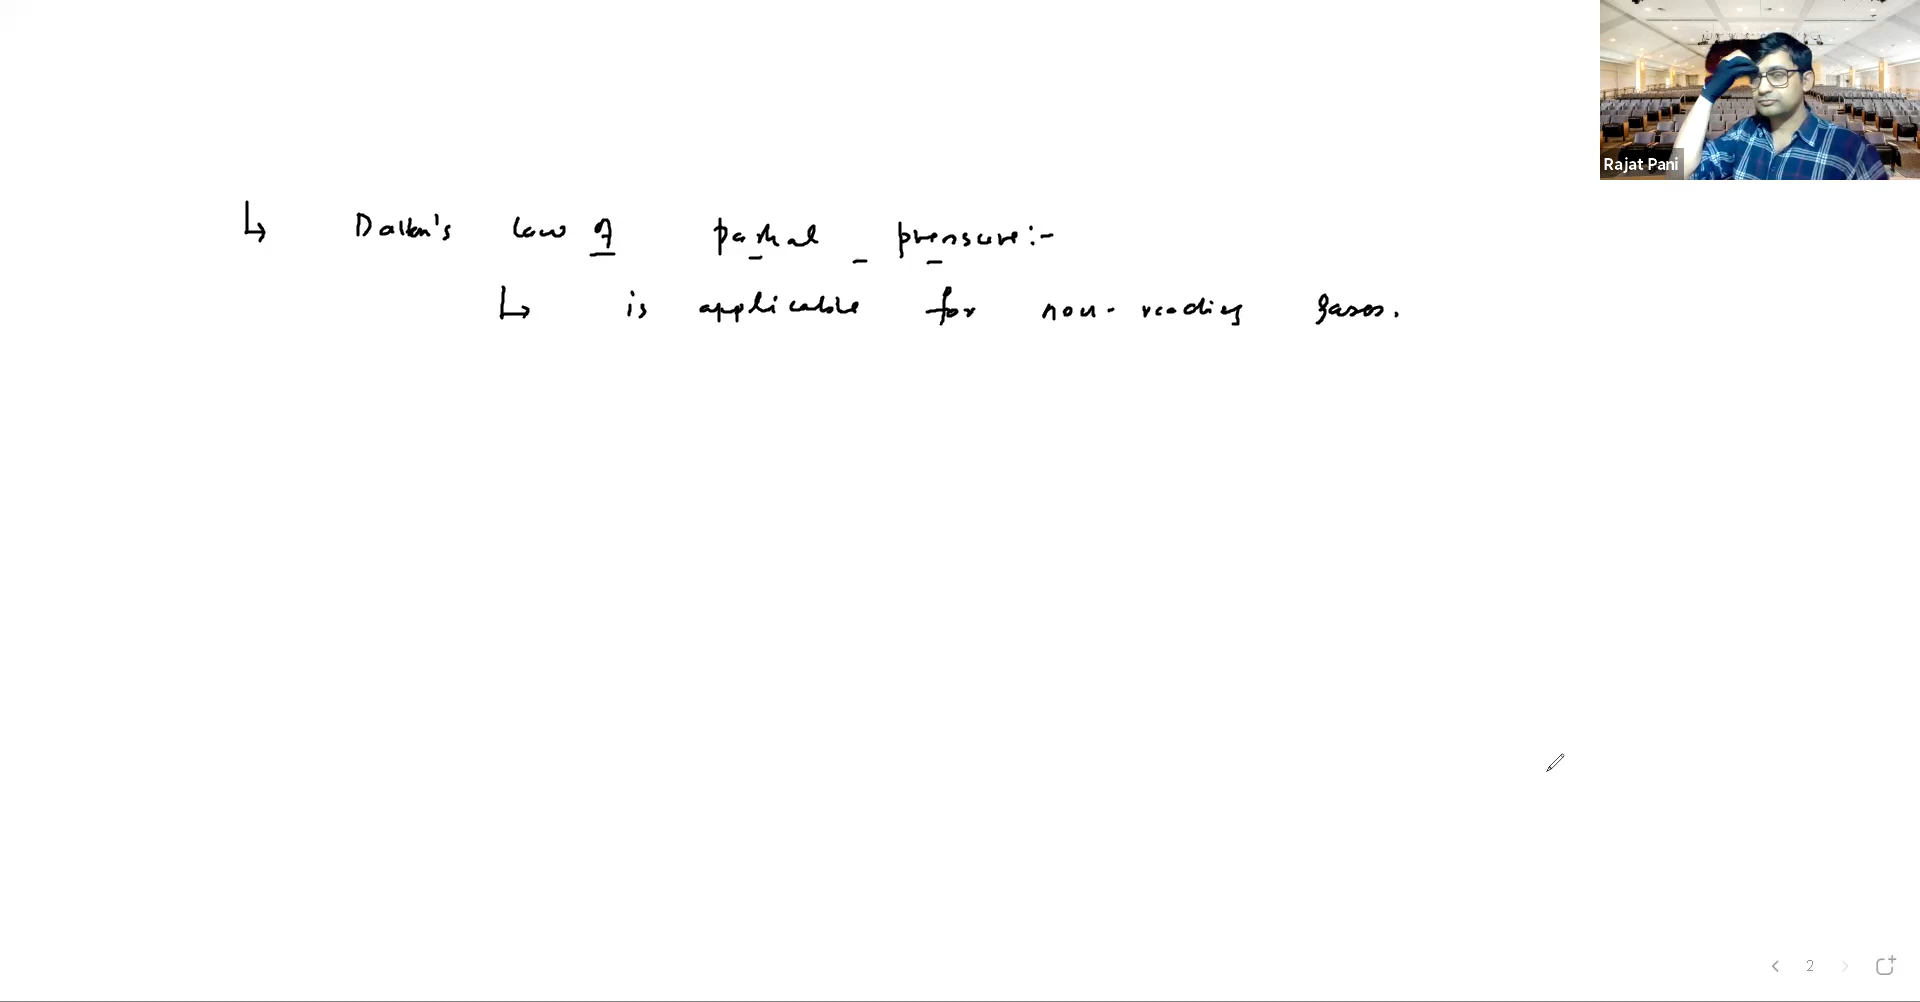 Rajat Pani
↳ Dalton's law of partial pressure:-
↳ is applicable for non-reacting gases.
2